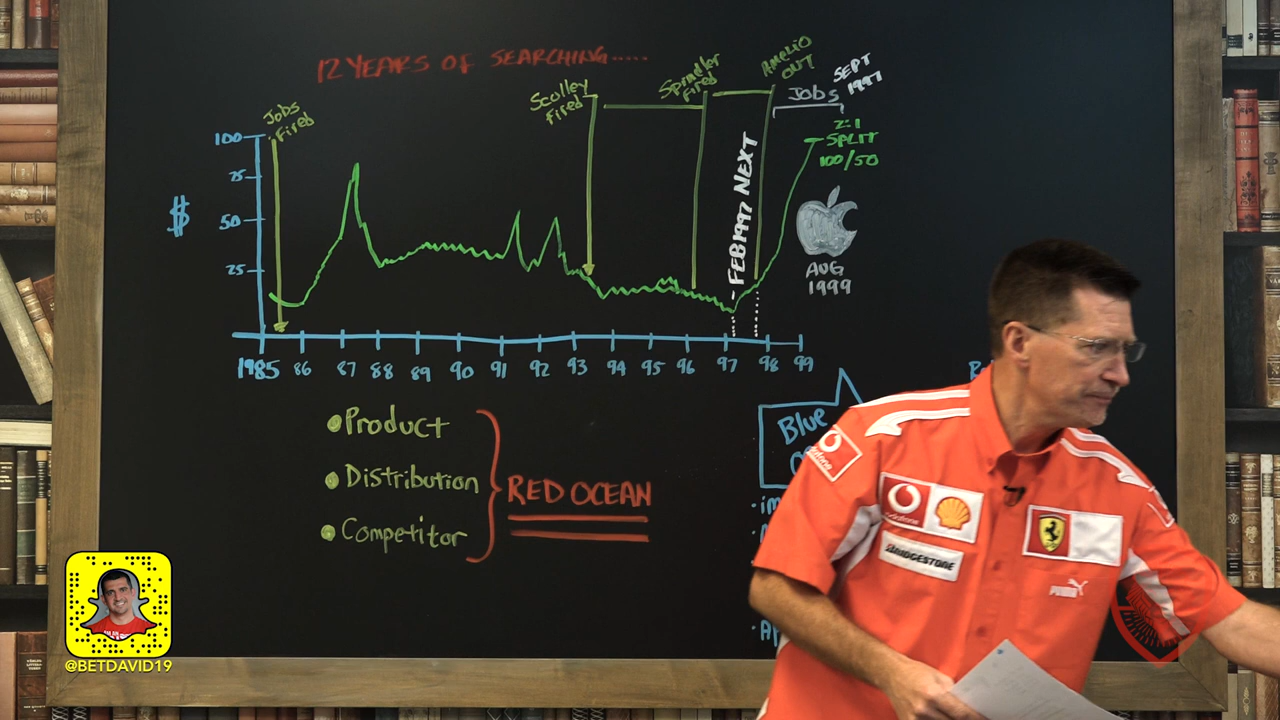 12 YEARS OF SEARCHING.....
Jobs
Fired
Scolley
fired
Sprindler
Fired
Amelio
OUT
Jobs
SEPT
1997
2:1
SPLIT
100/50
100
75
50
25
$
FEB 1997 NEXT
AUG
1999
1985 86 87 88 89 90 91 92 93 94 95 96 97 98 99
Product
Distribution
Competitor
RED OCEAN
Blue
vodafone
BRIDGESTONE
PUMA
@BETDAVID19